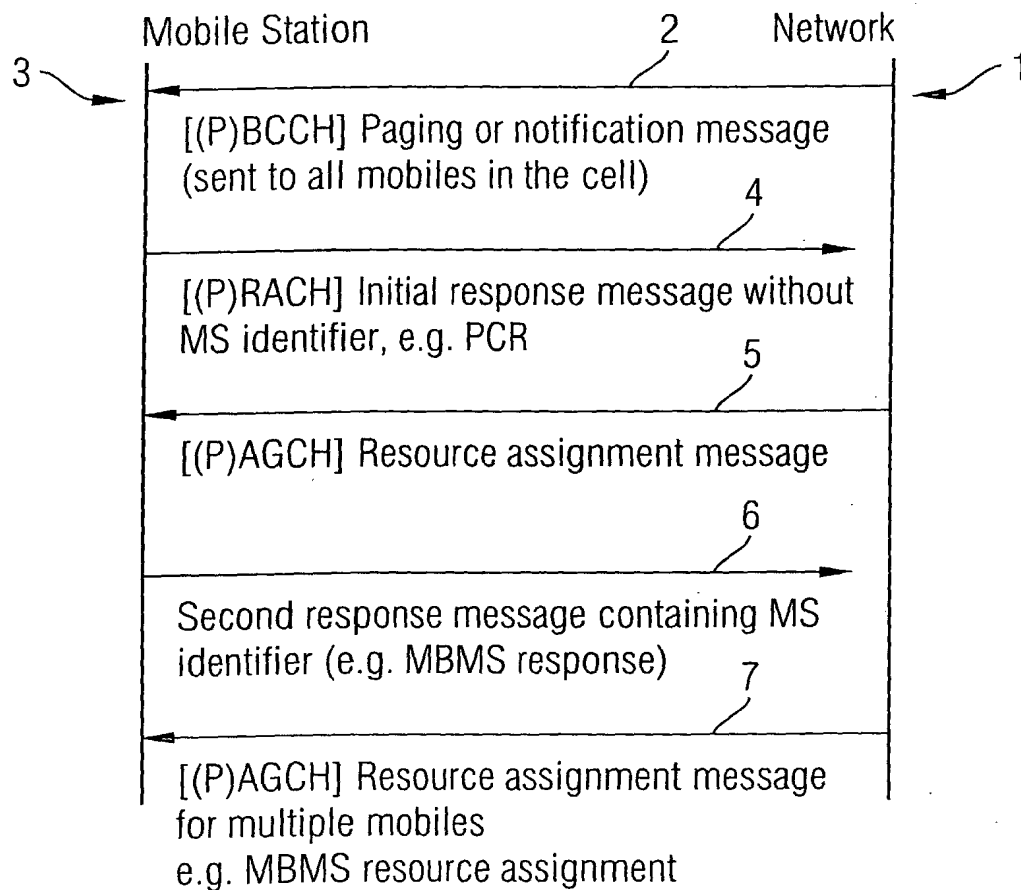 Mobile Station
2
Network
3
1
[(P)BCCH] Paging or notification message
(sent to all mobiles in the cell)
4
[(P)RACH] Initial response message without
MS identifier, e.g. PCR
5
[(P)AGCH] Resource assignment message
6
Second response message containing MS
identifier (e.g. MBMS response)
7
[(P)AGCH] Resource assignment message
for multiple mobiles
e.g. MBMS resource assignment